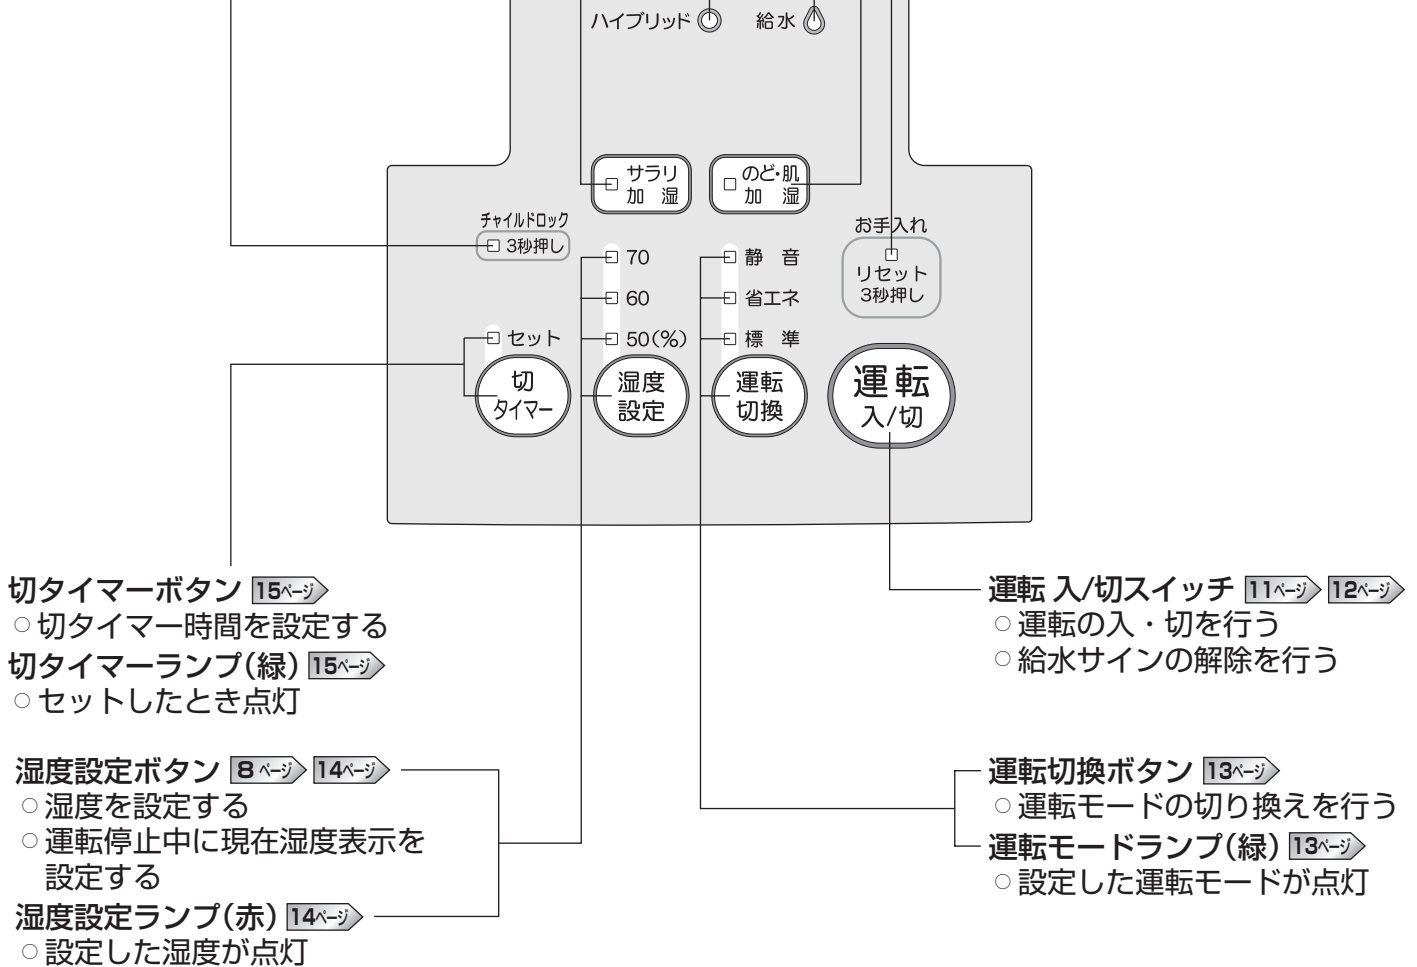 ハイブリッド 給水
サラリ
加 湿
のど・肌
加 湿
チャイルドロック
3秒押し
お手入れ
リセット
3秒押し
70
60
50(%)
静 音
省エネ
標 準
セット
切
タイマー
湿度
設定
運転
切換
運転
入/切
切タイマーボタン 15ページ
○切タイマー時間を設定する
切タイマーランプ(緑) 15ページ
○セットしたとき点灯
湿度設定ボタン 8ページ 14ページ
○湿度を設定する
○運転停止中に現在湿度表示を
設定する
湿度設定ランプ(赤) 14ページ
○設定した湿度が点灯
運転 入/切スイッチ 11ページ 12ページ
○運転の入・切を行う
○給水サインの解除を行う
運転切換ボタン 13ページ
○運転モードの切り換えを行う
運転モードランプ(緑) 13ページ
○設定した運転モードが点灯